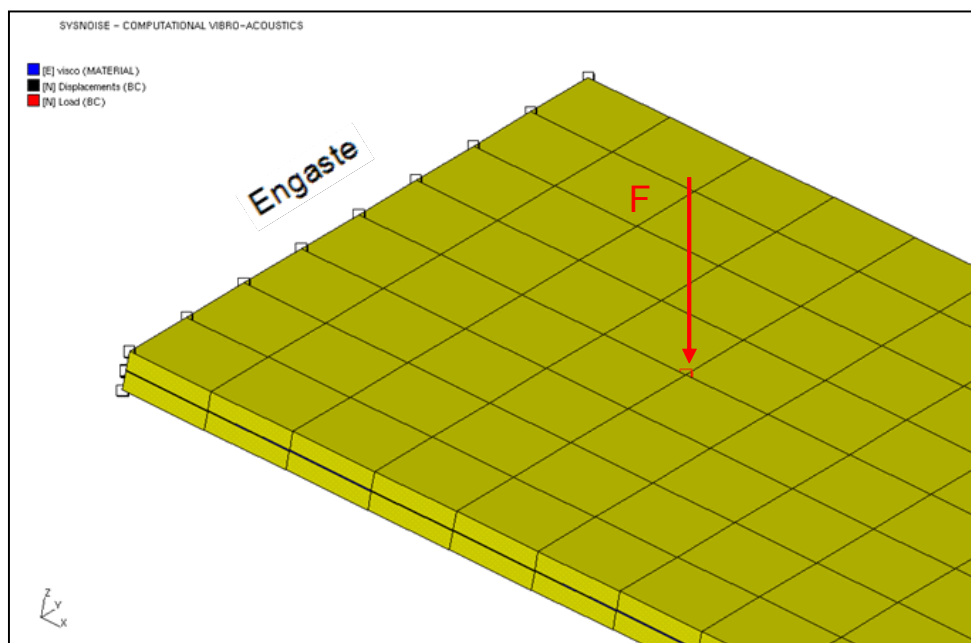 SYSNOISE - COMPUTATIONAL VIBRO-ACOUSTICS
[E] visco (MATERIAL)
[N] Displacements (BC)
[N] Load (BC)
Engaste
F
Z
Y
X